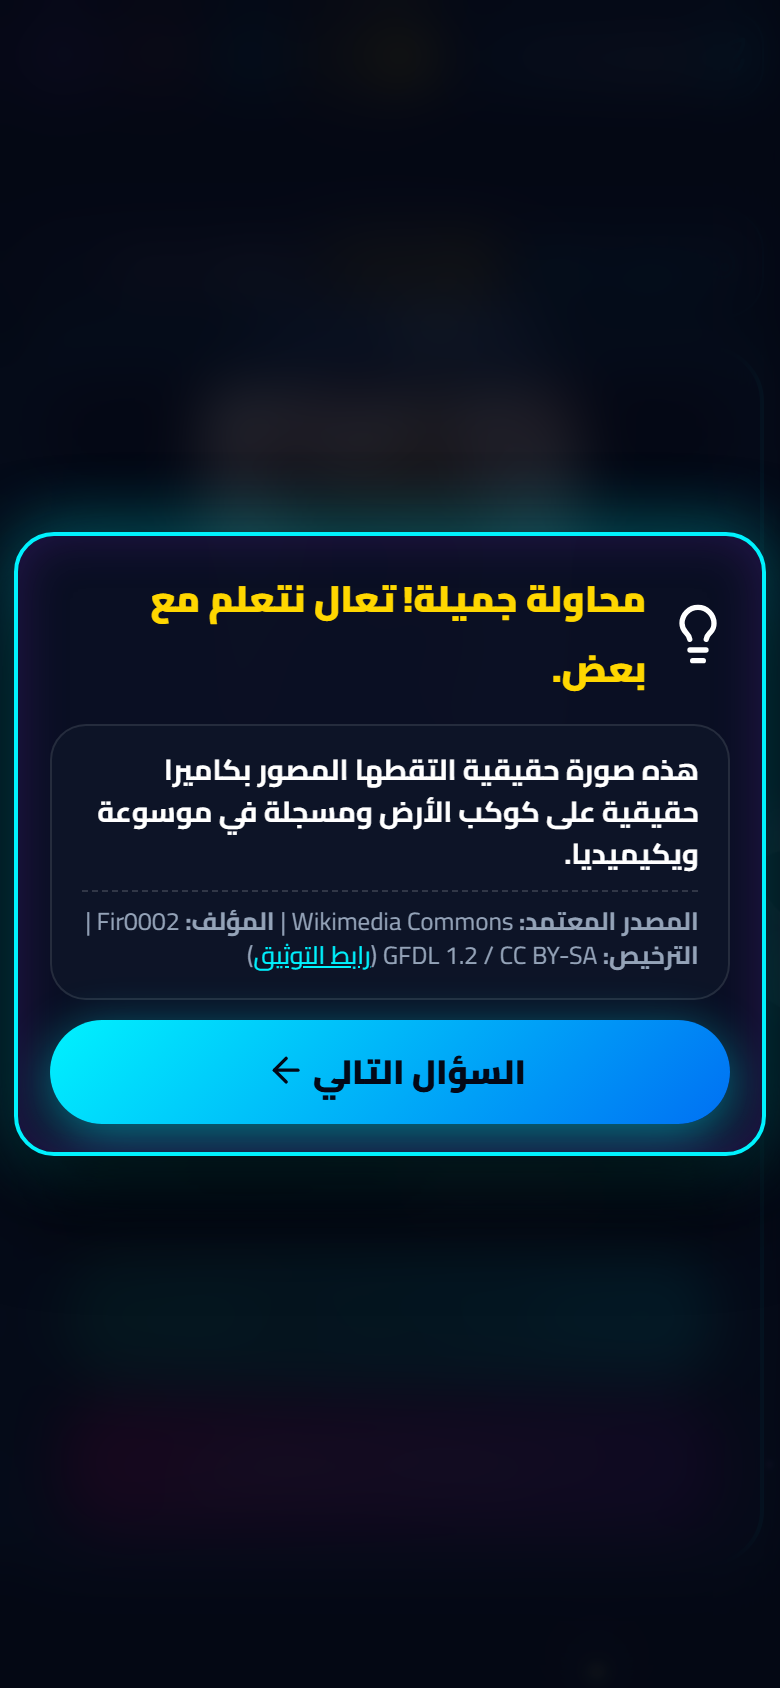 محاولة جميلة! تعال نتعلم مع
بعض.
هذه صورة حقيقية التقطها المصور بكاميرا
حقيقية على كوكب الأرض ومسجلة في موسوعة
ويكيميديا.
المصدر المعتمد: Wikimedia Commons | المؤلف: Fir0002 |
الترخيص: GFDL 1.2 / CC BY-SA (رابط التوثيق)
السؤال التالي ←